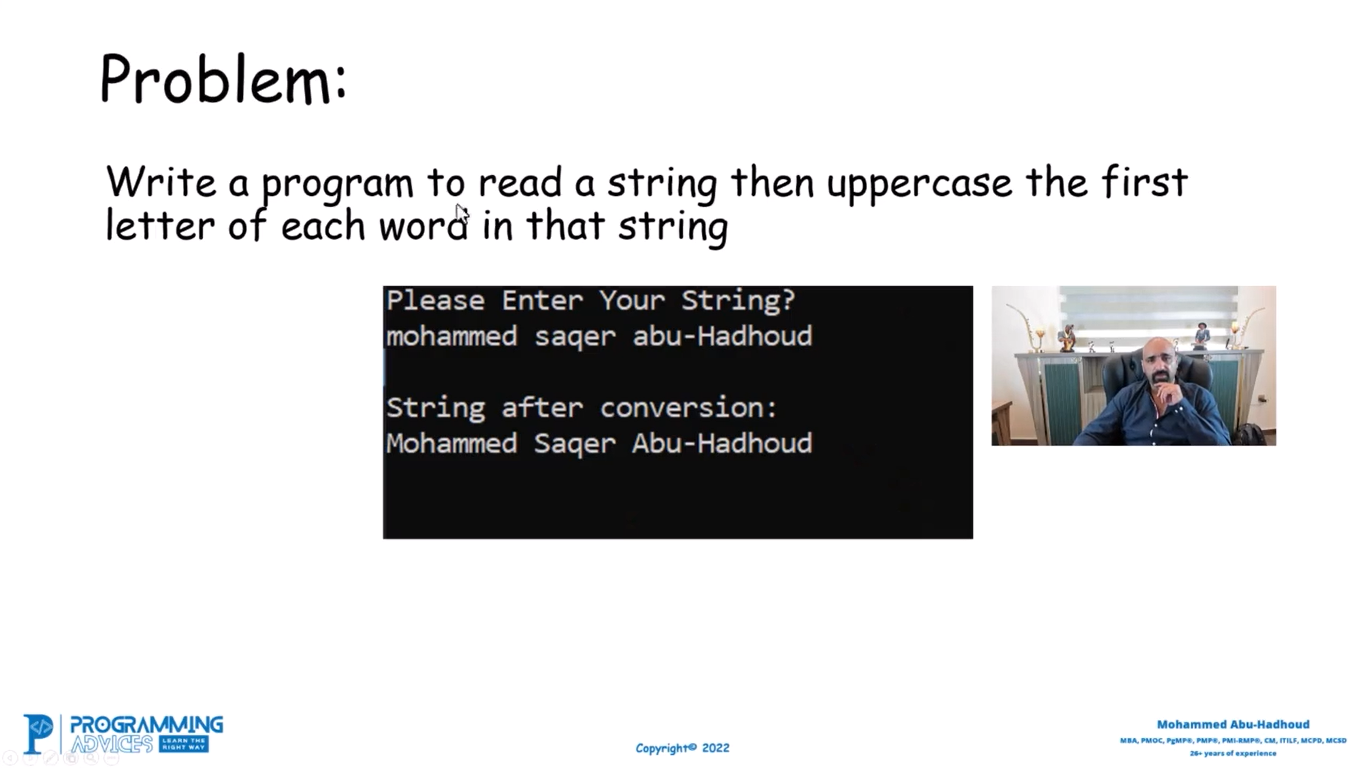 Problem:
Write a program to read a string then uppercase the first
letter of each word in that string
Please Enter Your String?
mohammed saqer abu-Hadhoud
String after conversion:
Mohammed Saqer Abu-Hadhoud
PROGRAMMING
ADVICES
LEARN THE
RIGHT WAY
Copyright© 2022
Mohammed Abu-Hadhoud
MBA, PMOC, PgMP®, PMP®, PMI-RMP®, CM, ITILF, MCPD, MCSD
26+ years of experience